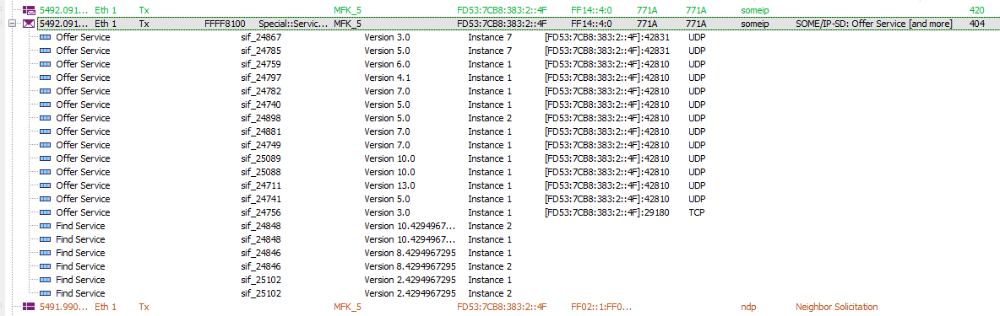 5492.091... Eth 1 Tx MFK_5 FD53:7CB8:383:2::4F FF14::4:0 771A 771A someip 420
5492.091... Eth 1 Tx FFFF8100 Special::Servic... MFK_5 FD53:7CB8:383:2::4F FF14::4:0 771A 771A someip SOME/IP-SD: Offer Service [and more] 404
Offer Service sif_24867 Version 3.0 Instance 7 [FD53:7CB8:383:2::4F]:42831 UDP
Offer Service sif_24785 Version 5.0 Instance 7 [FD53:7CB8:383:2::4F]:42831 UDP
Offer Service sif_24759 Version 6.0 Instance 1 [FD53:7CB8:383:2::4F]:42810 UDP
Offer Service sif_24797 Version 4.1 Instance 1 [FD53:7CB8:383:2::4F]:42810 UDP
Offer Service sif_24782 Version 7.0 Instance 1 [FD53:7CB8:383:2::4F]:42810 UDP
Offer Service sif_24740 Version 5.0 Instance 1 [FD53:7CB8:383:2::4F]:42810 UDP
Offer Service sif_24898 Version 5.0 Instance 2 [FD53:7CB8:383:2::4F]:42810 UDP
Offer Service sif_24881 Version 7.0 Instance 1 [FD53:7CB8:383:2::4F]:42810 UDP
Offer Service sif_24749 Version 7.0 Instance 1 [FD53:7CB8:383:2::4F]:42810 UDP
Offer Service sif_25089 Version 10.0 Instance 1 [FD53:7CB8:383:2::4F]:42810 UDP
Offer Service sif_25088 Version 10.0 Instance 1 [FD53:7CB8:383:2::4F]:42810 UDP
Offer Service sif_24711 Version 13.0 Instance 1 [FD53:7CB8:383:2::4F]:42810 UDP
Offer Service sif_24741 Version 5.0 Instance 1 [FD53:7CB8:383:2::4F]:42810 UDP
Offer Service sif_24756 Version 3.0 Instance 1 [FD53:7CB8:383:2::4F]:29180 TCP
Find Service sif_24848 Version 10.4294967... Instance 2
Find Service sif_24848 Version 10.4294967... Instance 1
Find Service sif_24846 Version 8.4294967295 Instance 1
Find Service sif_24846 Version 8.4294967295 Instance 2
Find Service sif_25102 Version 2.4294967295 Instance 1
Find Service sif_25102 Version 2.4294967295 Instance 2
5491.990... Eth 1 Tx MFK_5 FD53:7CB8:383:2::4F FF02::1:FF0... ndp Neighbor Solicitation